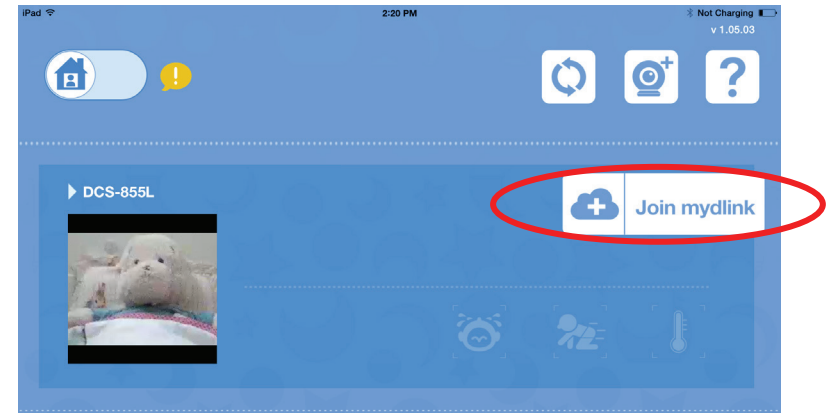 iPad 2:20 PM Not Charging
v 1.05.03
!
+
?
DCS-855L
Join mydlink